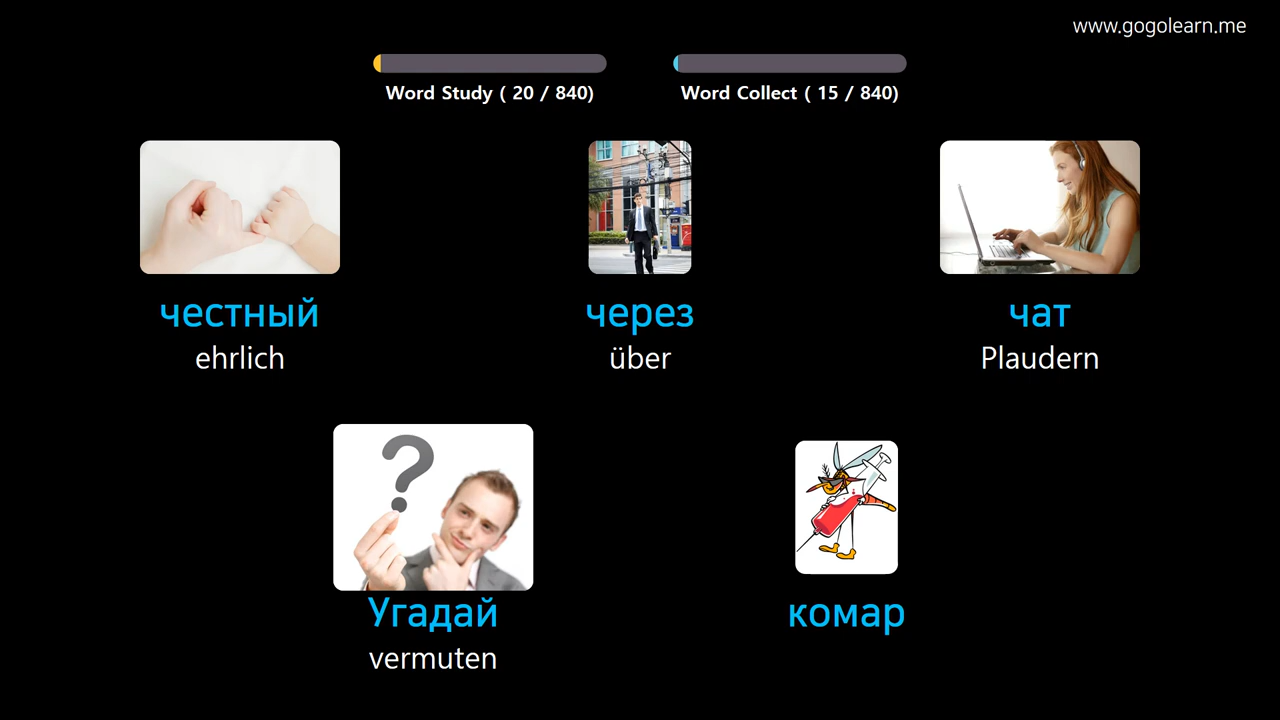 www.gogolearn.me
Word Study ( 20 / 840)
Word Collect ( 15 / 840)
честный
ehrlich
через
über
чат
Plaudern
?
Угадай
vermuten
комар